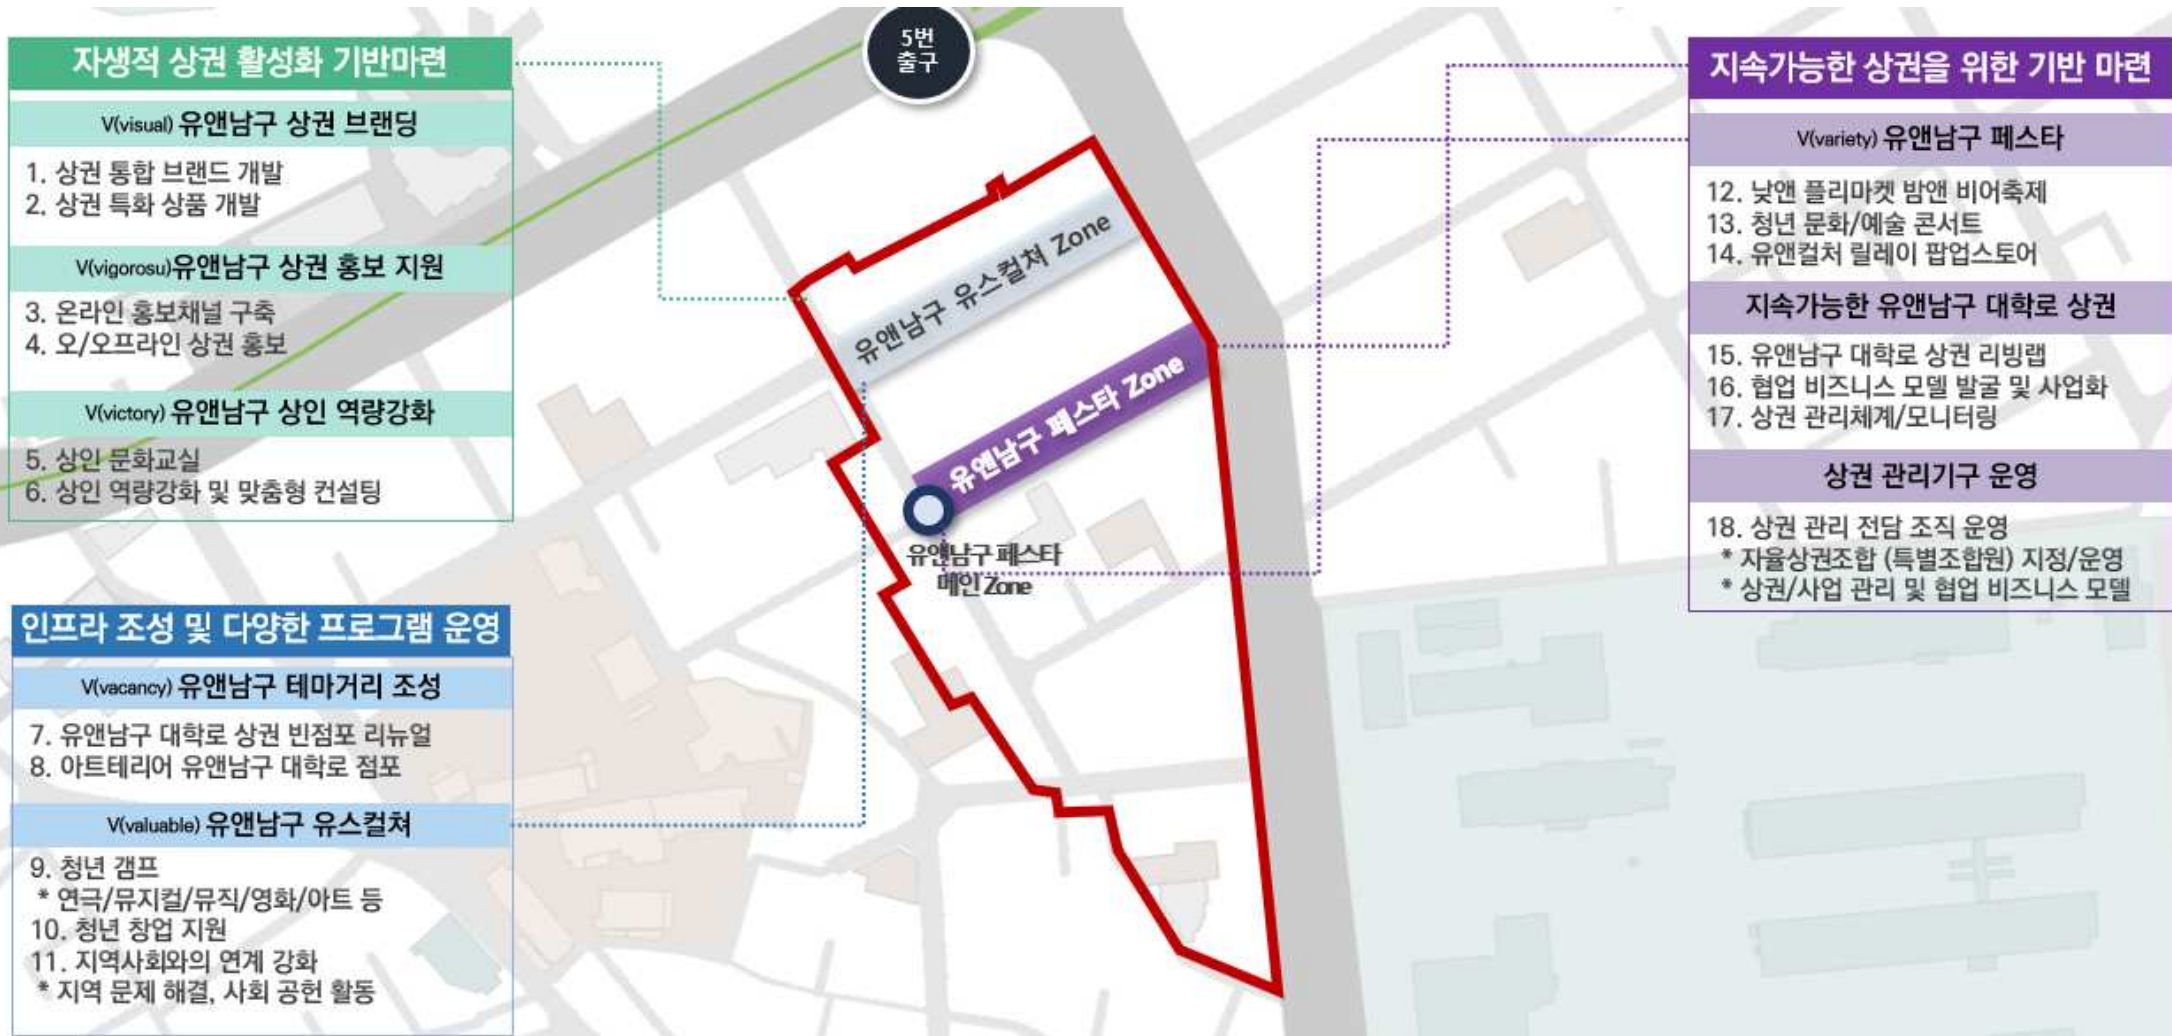 자생적 상권 활성화 기반마련
V(visual) 유앤남구 상권 브랜딩
1. 상권 통합 브랜드 개발
2. 상권 특화 상품 개발
V(vigorosu)유앤남구 상권 홍보 지원
3. 온라인 홍보채널 구축
4. 오/오프라인 상권 홍보
V(victory) 유앤남구 상인 역량강화
5. 상인 문화교실
6. 상인 역량강화 및 맞춤형 컨설팅
인프라 조성 및 다양한 프로그램 운영
V(vacancy) 유앤남구 테마거리 조성
7. 유앤남구 대학로 상권 빈점포 리뉴얼
8. 아트테리어 유앤남구 대학로 점포
V(valuable) 유앤남구 유스컬쳐
9. 청년 캠프
* 연극/뮤지컬/뮤직/영화/아트 등
10. 청년 창업 지원
11. 지역사회와의 연계 강화
* 지역 문제 해결, 사회 공헌 활동
5번
출구
유앤남구 유스컬쳐 Zone
유앤남구 페스타 Zone
유앤남구 페스타
메인 Zone
지속가능한 상권을 위한 기반 마련
V(variety) 유앤남구 페스타
12. 낮앤 플리마켓 밤앤 비어축제
13. 청년 문화/예술 콘서트
14. 유앤컬처 릴레이 팝업스토어
지속가능한 유앤남구 대학로 상권
15. 유앤남구 대학로 상권 리빙랩
16. 협업 비즈니스 모델 발굴 및 사업화
17. 상권 관리체계/모니터링
상권 관리기구 운영
18. 상권 관리 전담 조직 운영
* 자율상권조합 (특별조합원) 지정/운영
* 상권/사업 관리 및 협업 비즈니스 모델